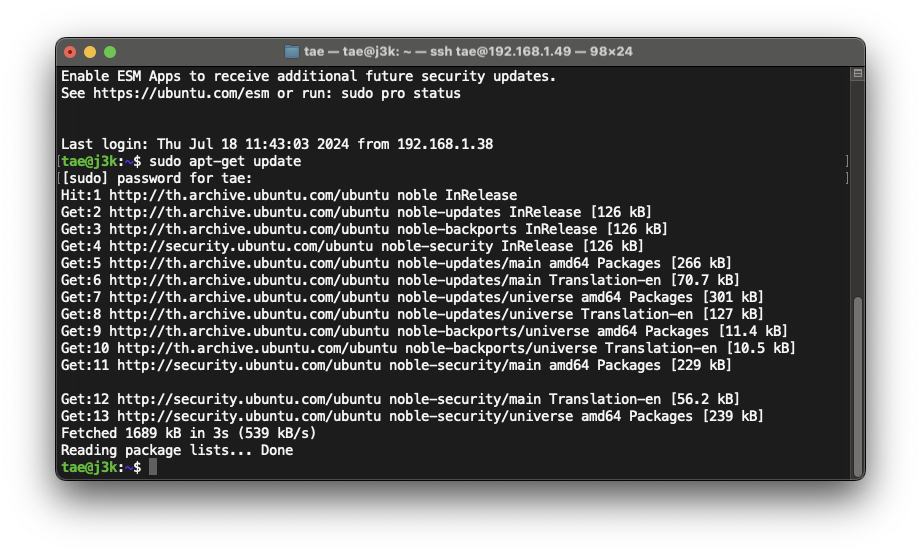 tae — tae@j3k: ~ — ssh tae@192.168.1.49 — 98×24
Enable ESM Apps to receive additional future security updates.
See https://ubuntu.com/esm or run: sudo pro status
Last login: Thu Jul 18 11:43:03 2024 from 192.168.1.38
[tae@j3k:~$ sudo apt-get update ]
[[sudo] password for tae: ]
Hit:1 http://th.archive.ubuntu.com/ubuntu noble InRelease
Get:2 http://th.archive.ubuntu.com/ubuntu noble-updates InRelease [126 kB]
Get:3 http://th.archive.ubuntu.com/ubuntu noble-backports InRelease [126 kB]
Get:4 http://security.ubuntu.com/ubuntu noble-security InRelease [126 kB]
Get:5 http://th.archive.ubuntu.com/ubuntu noble-updates/main amd64 Packages [266 kB]
Get:6 http://th.archive.ubuntu.com/ubuntu noble-updates/main Translation-en [70.7 kB]
Get:7 http://th.archive.ubuntu.com/ubuntu noble-updates/universe amd64 Packages [301 kB]
Get:8 http://th.archive.ubuntu.com/ubuntu noble-updates/universe Translation-en [127 kB]
Get:9 http://th.archive.ubuntu.com/ubuntu noble-backports/universe amd64 Packages [11.4 kB]
Get:10 http://th.archive.ubuntu.com/ubuntu noble-backports/universe Translation-en [10.5 kB]
Get:11 http://security.ubuntu.com/ubuntu noble-security/main amd64 Packages [229 kB]
Get:12 http://security.ubuntu.com/ubuntu noble-security/main Translation-en [56.2 kB]
Get:13 http://security.ubuntu.com/ubuntu noble-security/universe amd64 Packages [239 kB]
Fetched 1689 kB in 3s (539 kB/s)
Reading package lists... Done
tae@j3k:~$